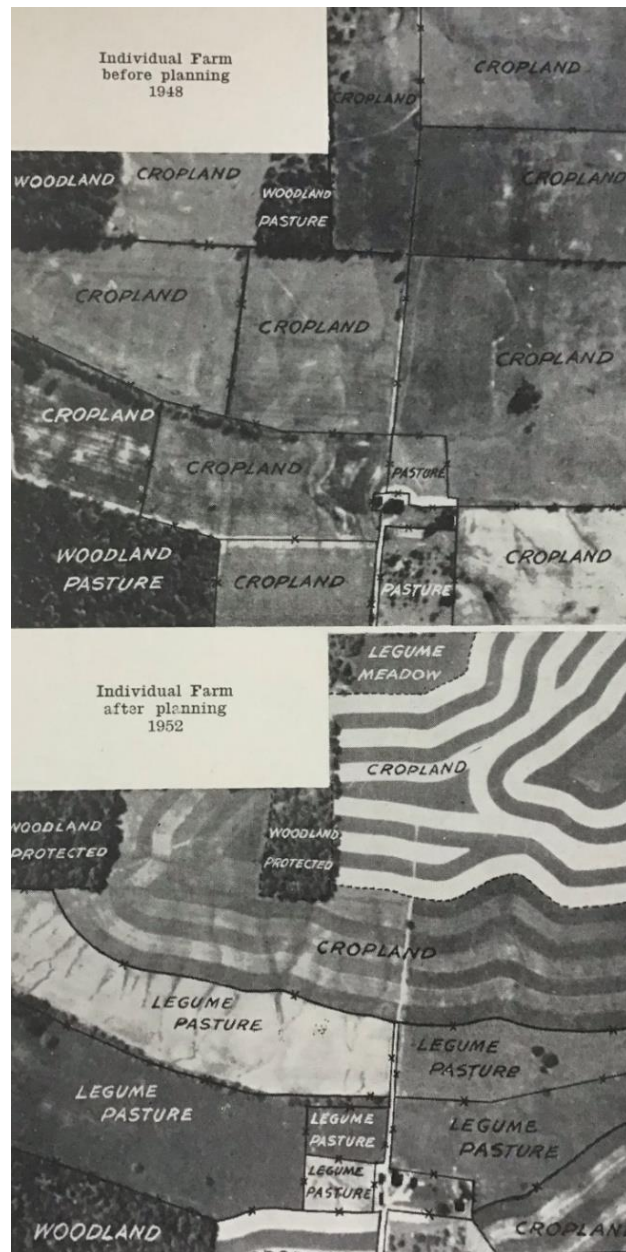 Individual Farm
before planning
1948
CROPLAND
CROPLAND
WOODLAND
CROPLAND
WOODLAND
PASTURE
CROPLAND
CROPLAND
CROPLAND
CROPLAND
CROPLAND
CROPLAND
PASTURE
WOODLAND
PASTURE
CROPLAND
PASTURE
CROPLAND
Individual Farm
after planning
1952
LEGUME
MEADOW
CROPLAND
WOODLAND
PROTECTED
WOODLAND
PROTECTED
CROPLAND
LEGUME
PASTURE
LEGUME
PASTURE
LEGUME
PASTURE
LEGUME
PASTURE
LEGUME
PASTURE
LEGUME
PASTURE
WOODLAND
CROPLAND